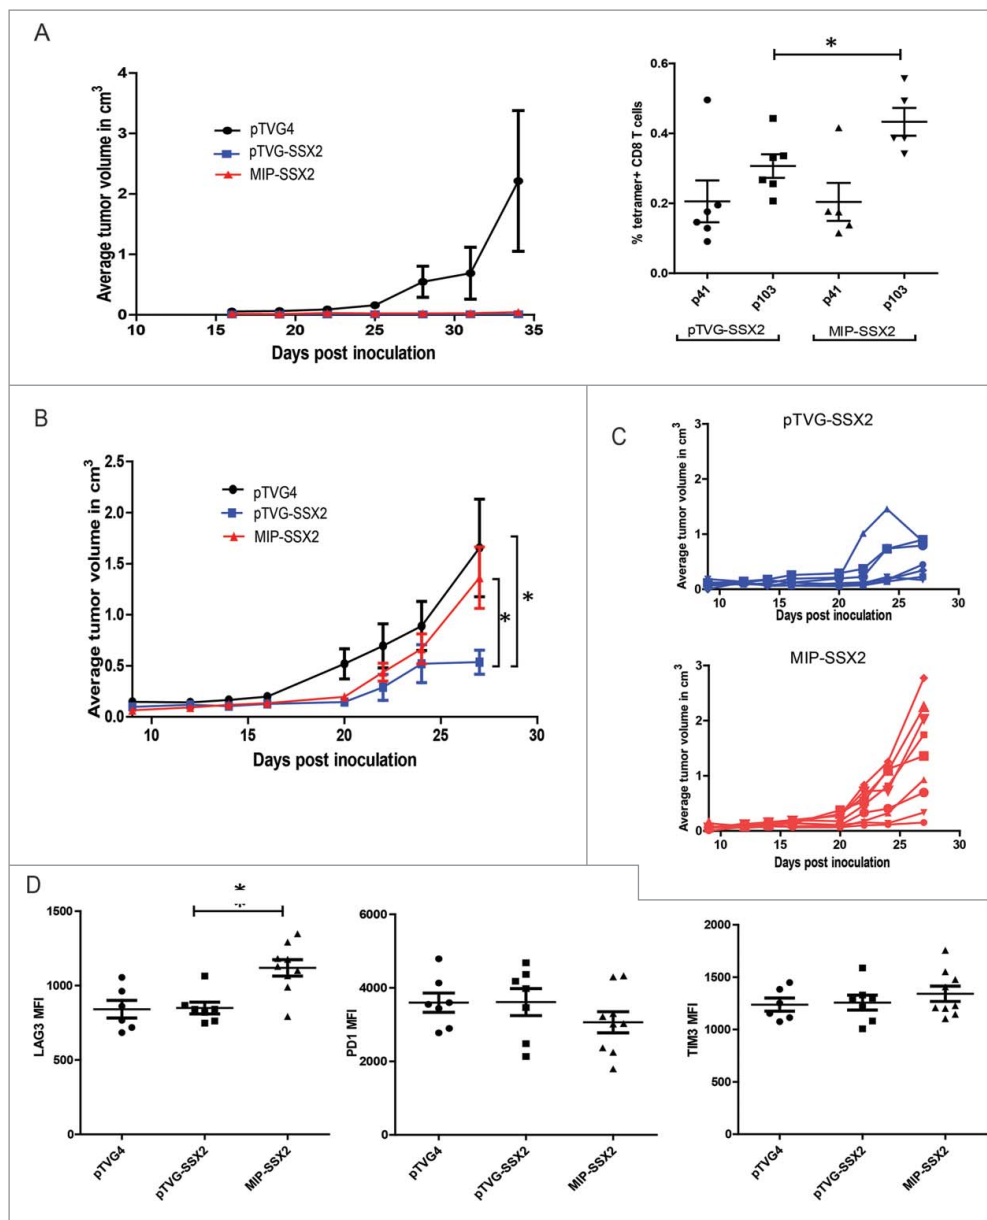 A
Average tumor volume in cm3
4
3
2
1
0
10 15 20 25 30 35
Days post inoculation
pTVG4
pTVG-SSX2
MIP-SSX2
% tetramer+ CD8 T cells
0.6
0.4
0.2
0.0
*
p41 p103 p41 p103
pTVG-SSX2 MIP-SSX2
B
Average tumor volume in cm3
2.5
2.0
1.5
1.0
0.5
0.0
10 15 20 25 30
Days post inoculation
pTVG4
pTVG-SSX2
MIP-SSX2
* *
C
pTVG-SSX2
Average tumor volume in cm3
3
2
1
0
10 15 20 25 30
Days post inoculation
MIP-SSX2
Average tumor volume in cm3
3
2
1
0
10 15 20 25 30
Days post inoculation
D
LAG3 MFI
1500
1000
500
0
*
*
pTVG4 pTVG-SSX2 MIP-SSX2
PD1 MFI
6000
4000
2000
0
pTVG4 pTVG-SSX2 MIP-SSX2
TIM3 MFI
2000
1500
1000
500
0
pTVG4 pTVG-SSX2 MIP-SSX2